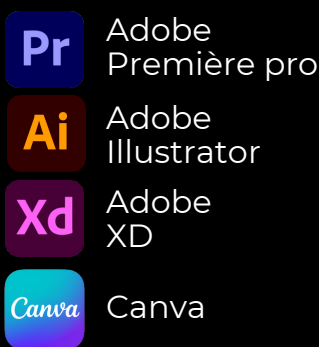 Pr
Adobe
Première pro
Ai
Adobe
Illustrator
Xd
Adobe
XD
Canva
Canva